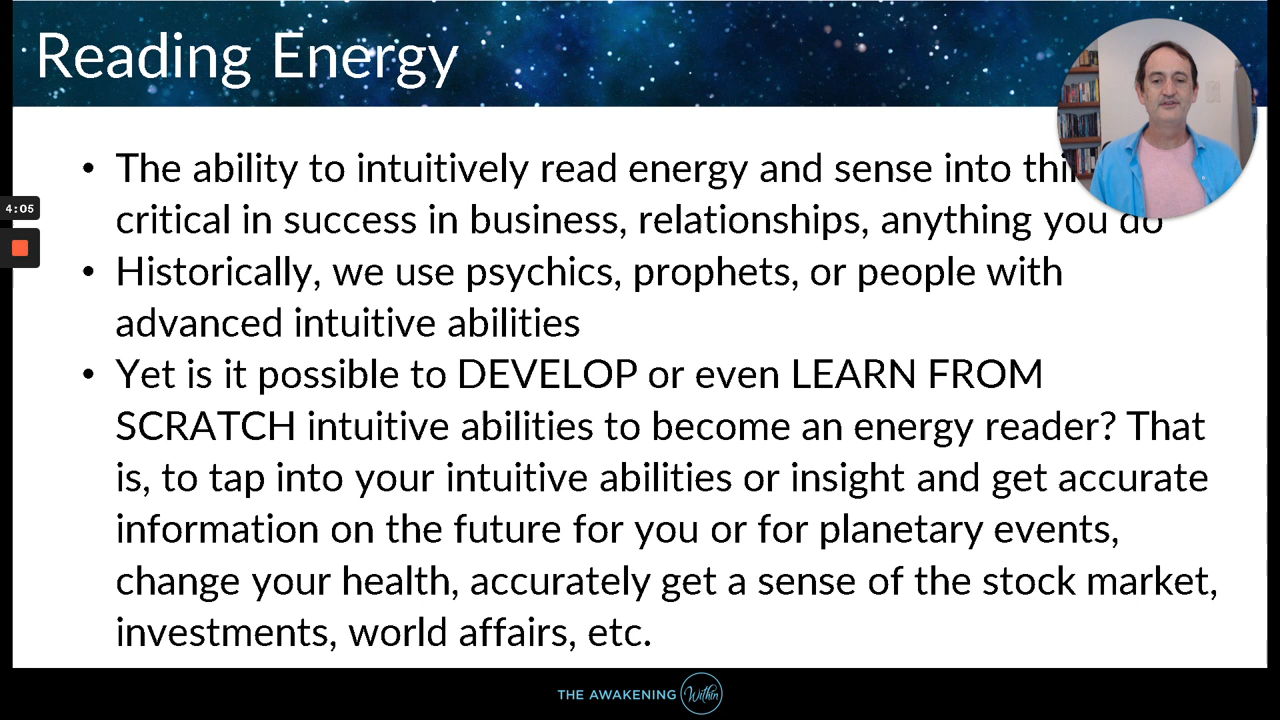 Reading Energy
• The ability to intuitively read energy and sense into
critical in success in business, relationships, anything you do
• Historically, we use psychics, prophets, or people with
advanced intuitive abilities
• Yet is it possible to DEVELOP or even LEARN FROM
SCRATCH intuitive abilities to become an energy reader? That
is, to tap into your intuitive abilities or insight and get accurate
information on the future for you or for planetary events,
change your health, accurately get a sense of the stock market,
investments, world affairs, etc.
4:05
THE AWAKENING Within